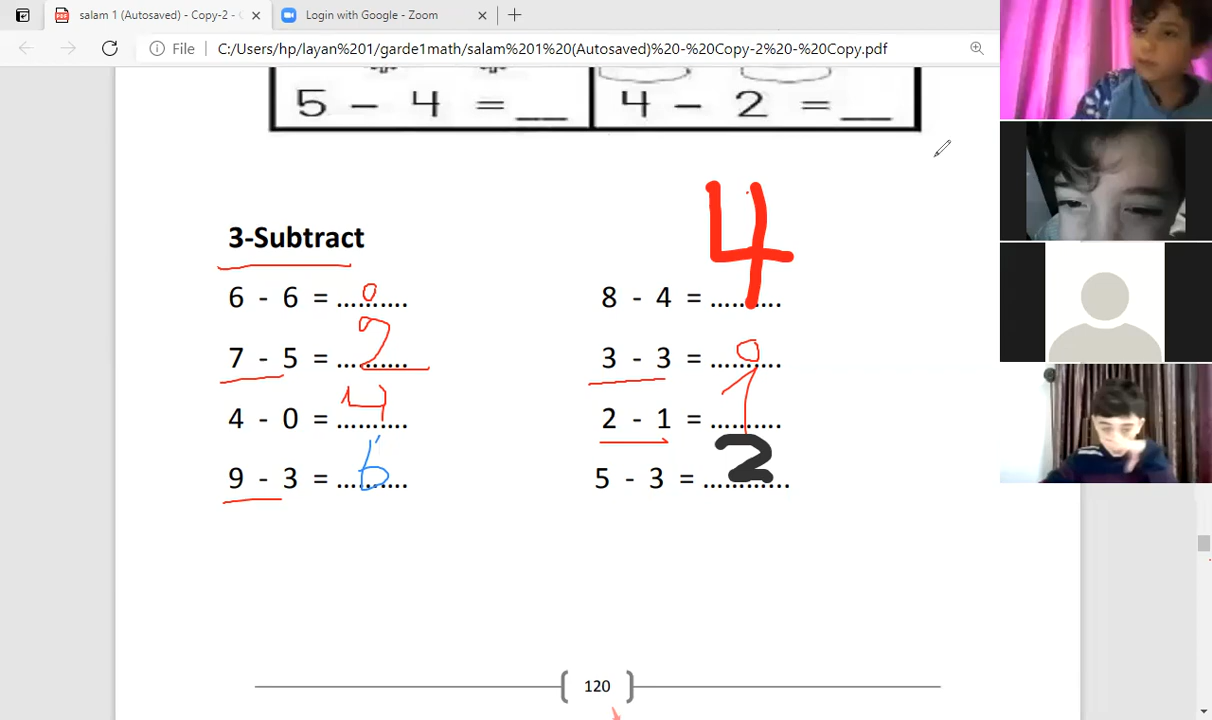 salam 1 (Autosaved) - Copy-2 - C
Login with Google - Zoom
File C:/Users/hp/layan%201/garde1math/salam%201%20(Autosaved)%20-%20Copy-2%20-%20Copy.pdf
5 - 4 = __ 4 - 2 = __
3-Subtract
6 - 6 = ....0.... 8 - 4 = ....4....
7 - 5 = ....2.... 3 - 3 = ....0....
4 - 0 = ....4.... 2 - 1 = ....1....
9 - 3 = ....6.... 5 - 3 = ....2....
120